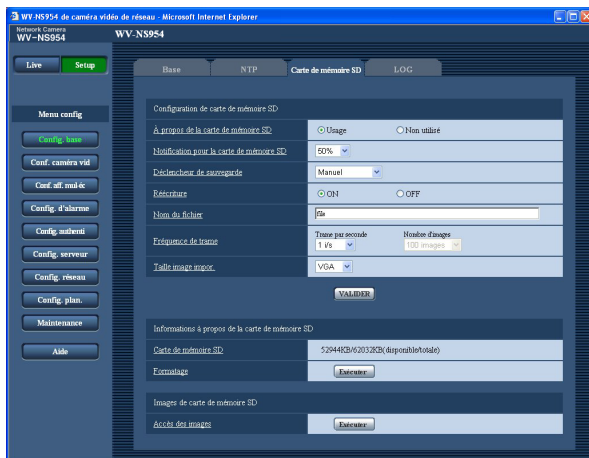 WV-NS954 de caméra vidéo de réseau - Microsoft Internet Explorer
Network Camera
WV-NS954
WV-NS954
Live Setup
Base NTP Carte de mémoire SD LOG
Menu config
Config. base
Conf. caméra vid
Conf. aff. mul-éc
Config. d'alarme
Config. authenti
Config. serveur
Config. réseau
Config. plan.
Maintenance
Aide
Configuration de carte de mémoire SD
À propos de la carte de mémoire SD Usage Non utilisé
Notification pour la carte de mémoire SD 50%
Déclencheur de sauvegarde Manuel
Réécriture ON OFF
Nom du fichier file
Fréquence de trame Trame par seconde 1 i/s Nombre d'images 100 images
Taille image impor. VGA
VALIDER
Informations à propos de la carte de mémoire SD
Carte de mémoire SD 52944KB/62032KB(disponible/totale)
Formatage Exécuter
Images de carte de mémoire SD
Accès des images Exécuter